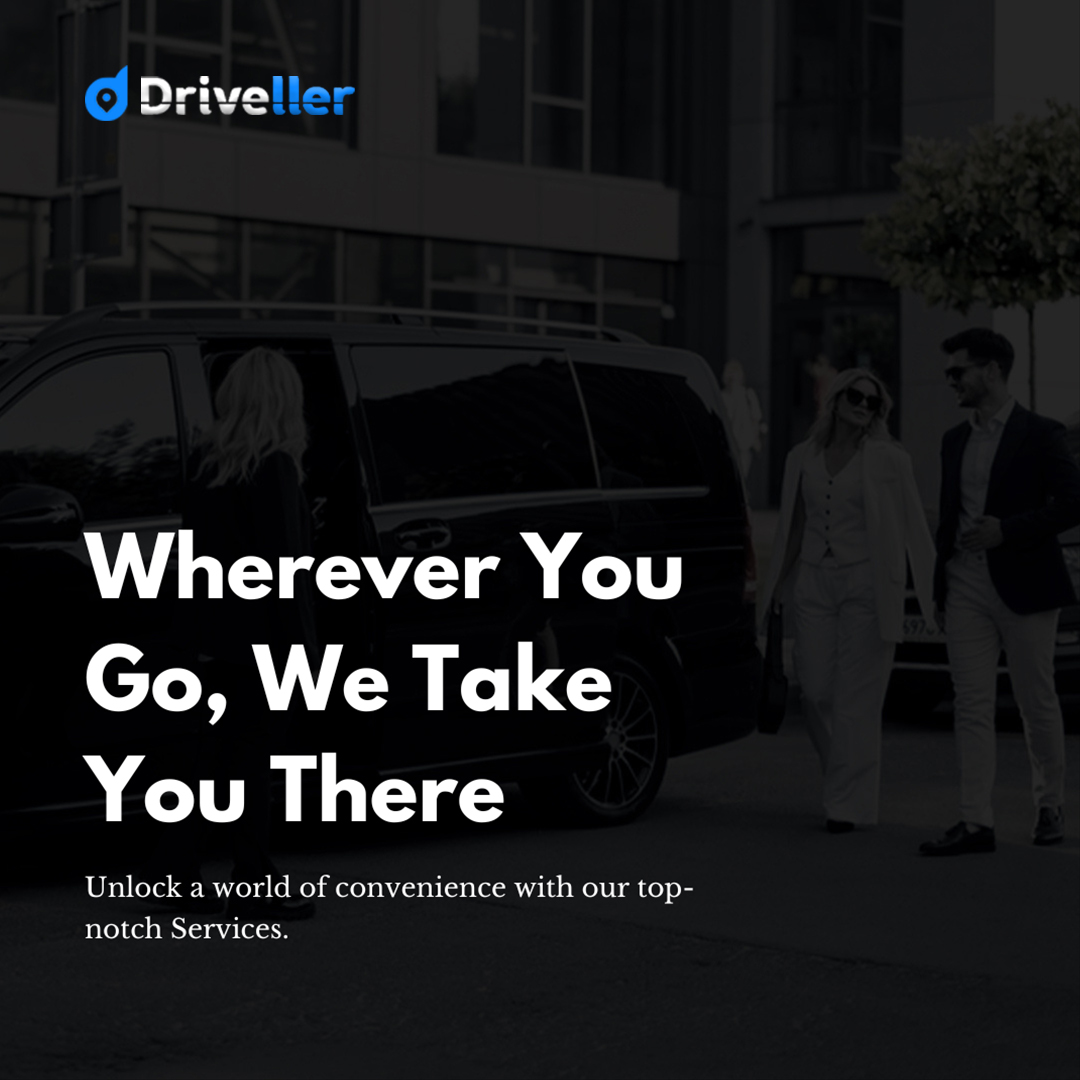 Driveller
Wherever You
Go, We Take
You There
Unlock a world of convenience with our top-
notch Services.